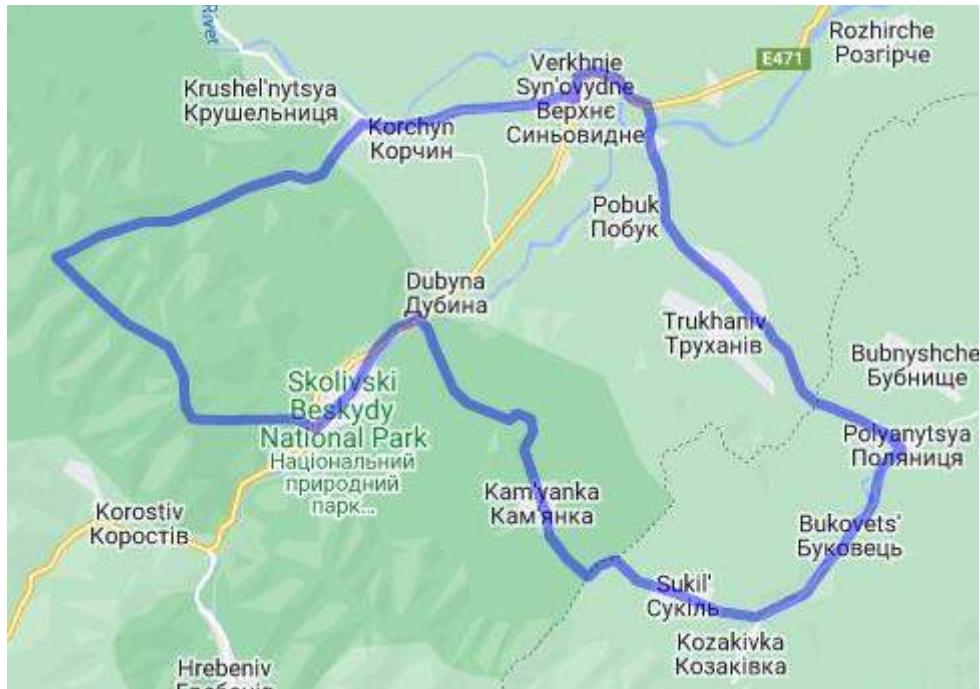 Rivet
Rozhirche
Розгірче
E471
Verkhnje
Syn'ovydne
Верхнє
Синьовидне
Krushel'nytsya
Крушельниця
Korchyn
Корчин
Pobuk
Побук
Dubyna
Дубина
Trukhaniv
Труханів
Bubnyshche
Бубнище
Skolivski
Beskydy
National Park
Національний
природний
парк...
Polyanytsya
Поляниця
Kam'yanka
Кам'янка
Korostiv
Коростів
Bukovets'
Буковець
Sukil'
Сукіль
Kozakivka
Козаківка
Hrebeniv